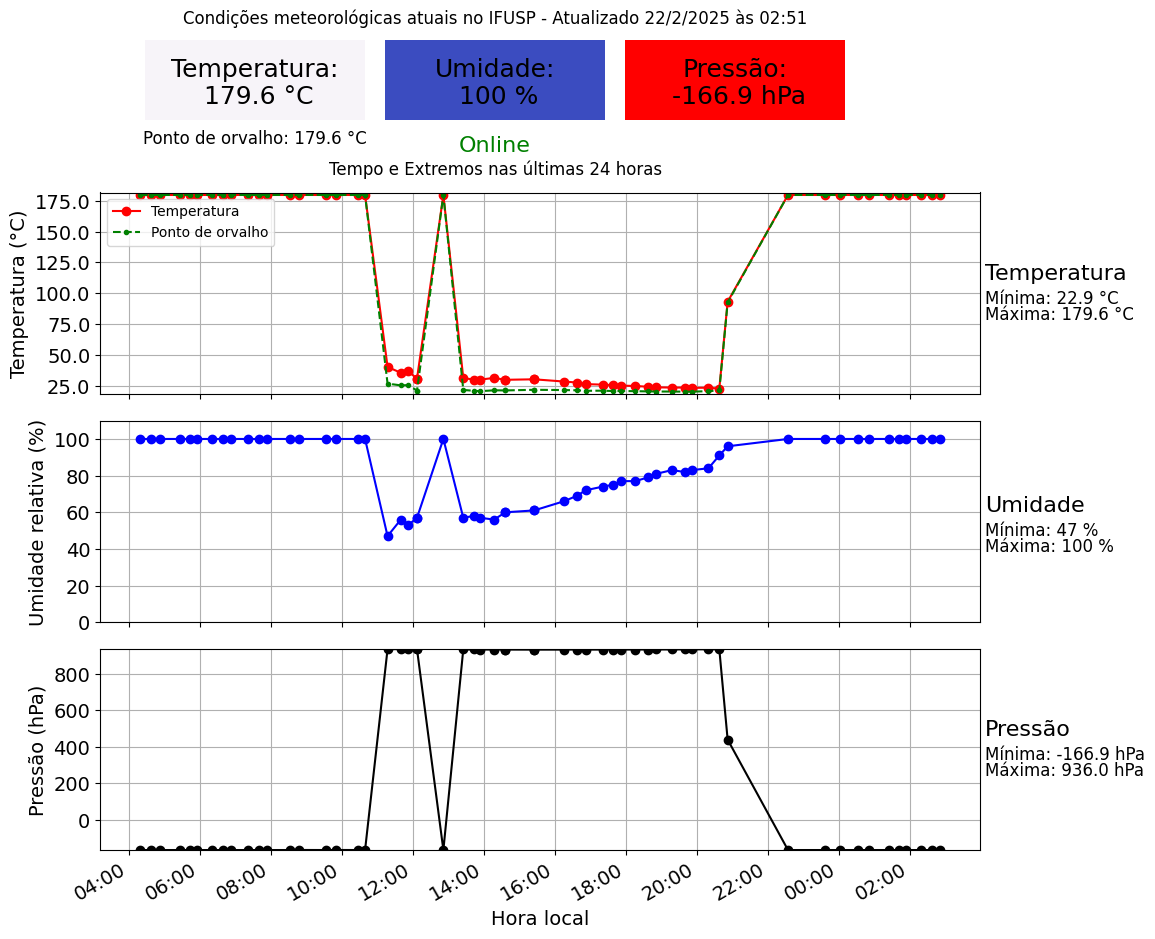 Condições meteorológicas atuais no IFUSP - Atualizado 22/2/2025 às 02:51
Temperatura:
179.6 °C
Umidade:
100 %
Pressão:
-166.9 hPa
Ponto de orvalho: 179.6 °C
Online
Tempo e Extremos nas últimas 24 horas
Temperatura (°C)
175.0
150.0
125.0
100.0
75.0
50.0
25.0
Temperatura
Ponto de orvalho
Temperatura
Mínima: 22.9 °C
Máxima: 179.6 °C
Umidade relativa (%)
100
80
60
40
20
0
Umidade
Mínima: 47 %
Máxima: 100 %
Pressão (hPa)
800
600
400
200
0
Pressão
Mínima: -166.9 hPa
Máxima: 936.0 hPa
04:00 06:00 08:00 10:00 12:00 14:00 16:00 18:00 20:00 22:00 00:00 02:00
Hora local